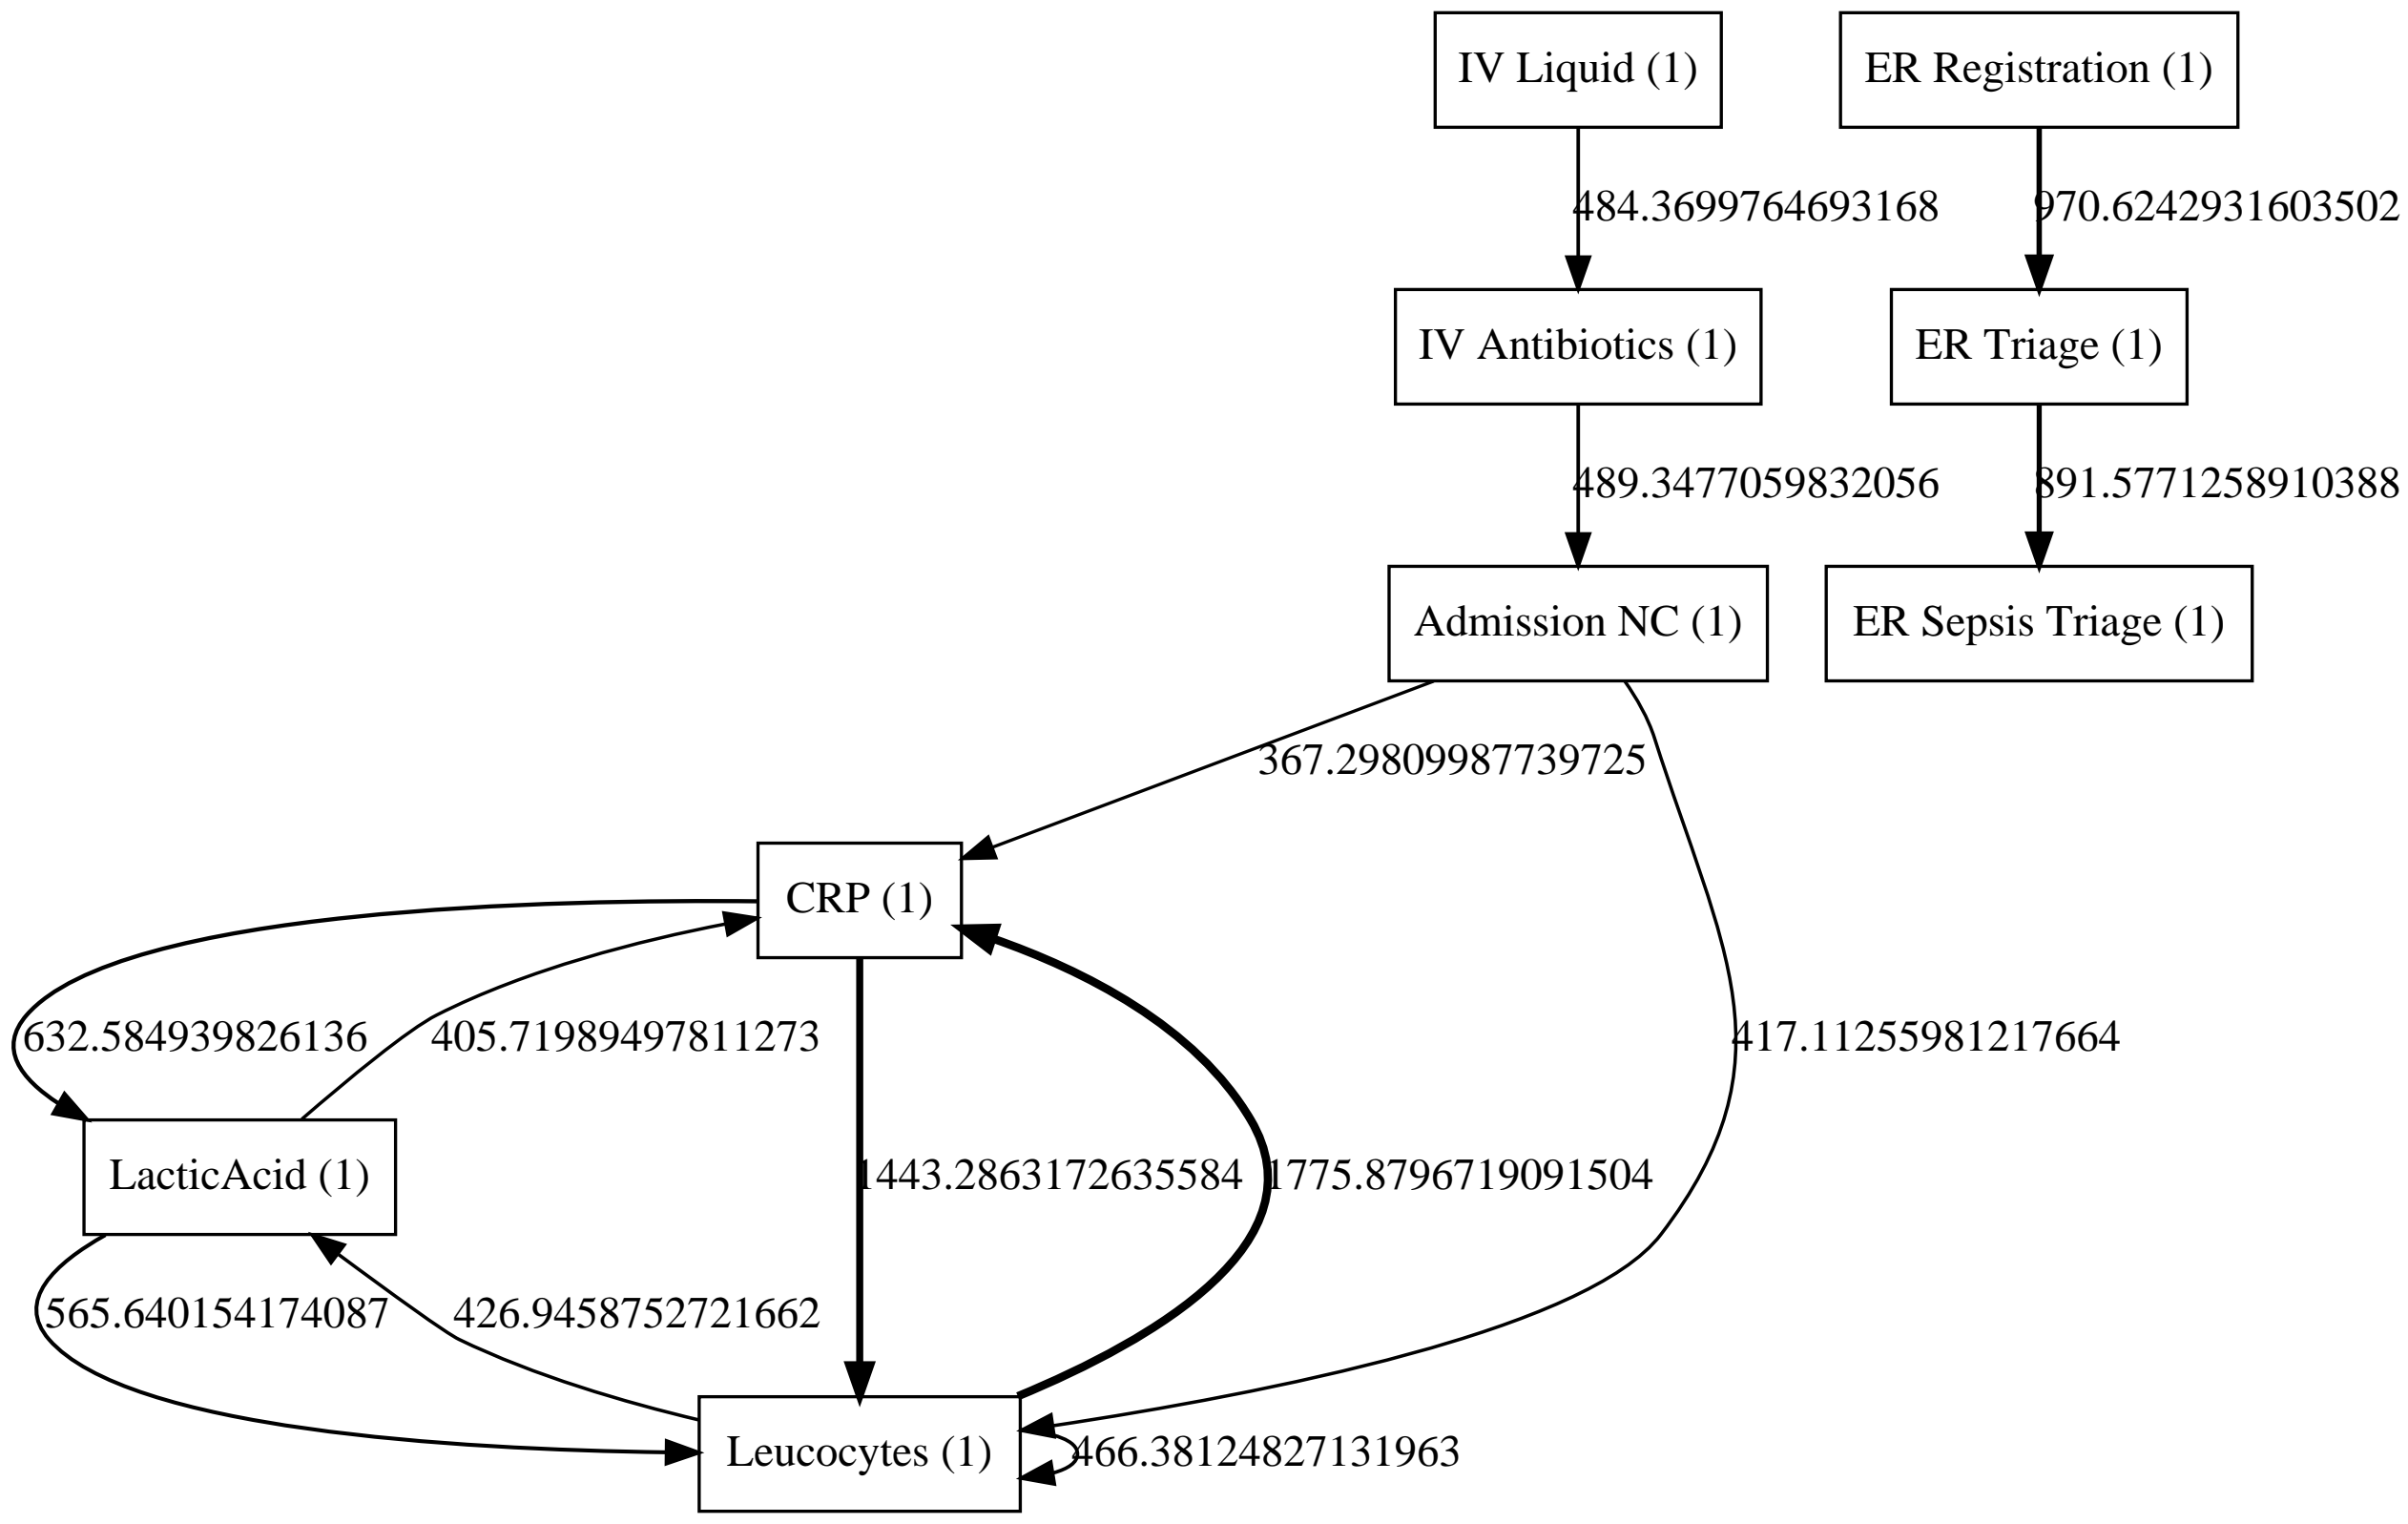 IV Liquid (1)
ER Registration (1)
484.3699764693168
970.6242931603502
IV Antibiotics (1)
ER Triage (1)
489.3477059832056
891.5771258910388
Admission NC (1)
ER Sepsis Triage (1)
367.29809987739725
CRP (1)
632.584939826136
405.71989497811273
417.11255981217664
LacticAcid (1)
1443.2863172635584
1775.8796719091504
565.640154174087
426.9458752721662
Leucocytes (1)
466.38124827131963